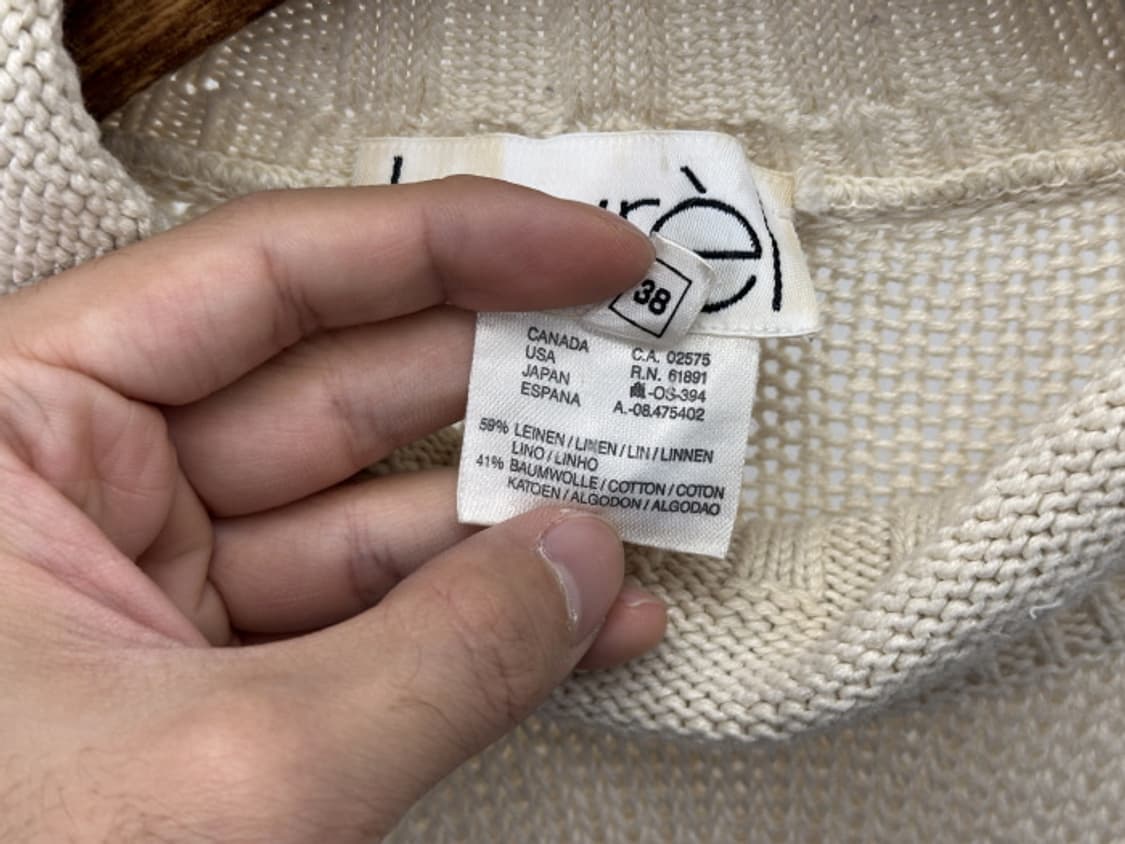 rèl
38
CANADA C.A. 02575
USA R.N. 61891
JAPAN -OS-394
ESPANA A.-08.475402
59% LEINEN / LINEN / LIN / LINNEN
LINO / LINHO
41% BAUMWOLLE / COTTON / COTON
KATOEN / ALGODON / ALGODAO